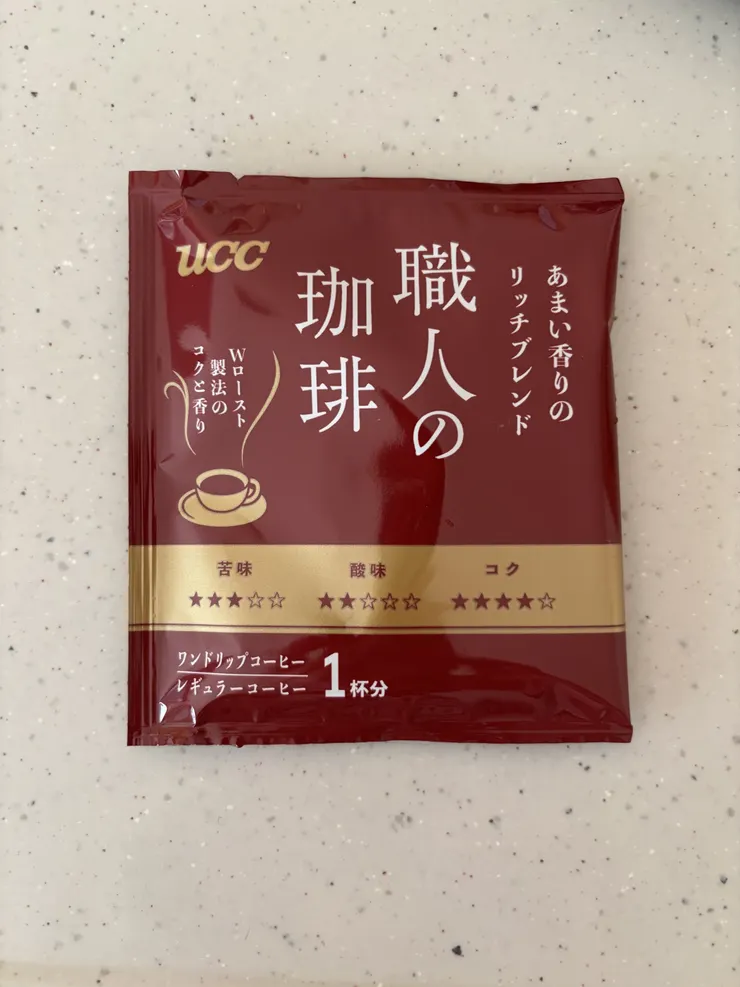 ucc
職人の
珈琲
あまい香りの
リッチブレンド
Wロースト
製法の
コクと香り
苦味
★★★☆☆
酸味
★★☆☆☆
コク
★★★★☆
ワンドリップコーヒー
レギュラーコーヒー
1杯分